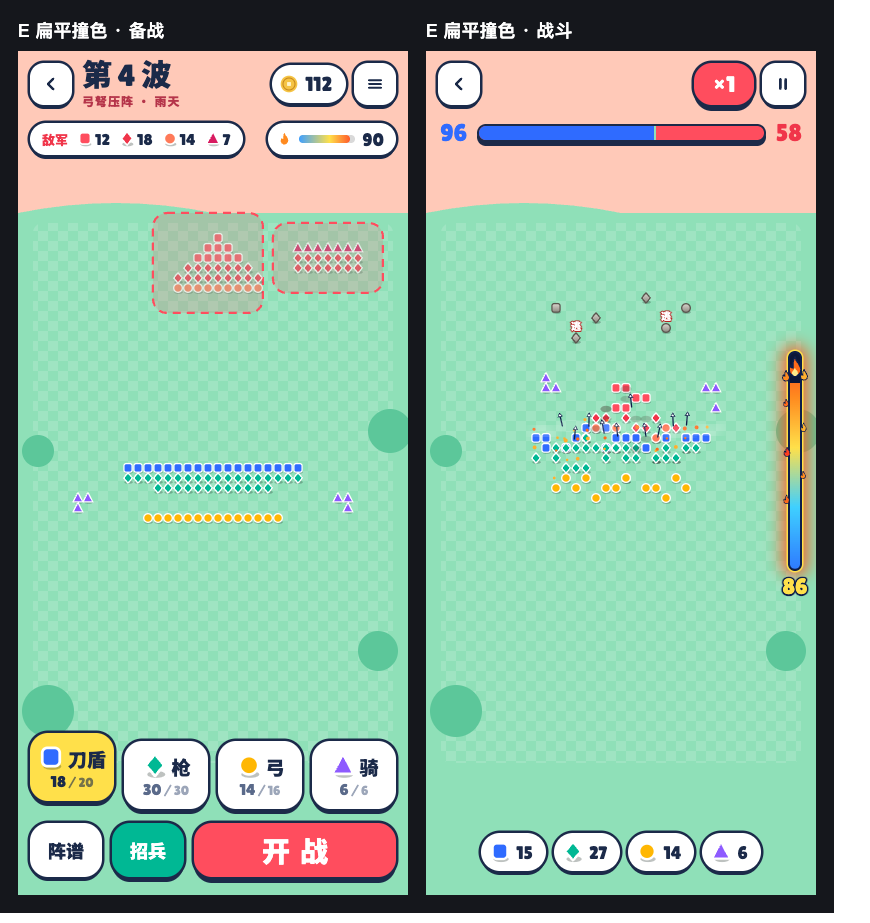 E 扁平撞色 · 备战
第 4 波
弓弩压阵 · 雨天
112
敌军 12 18 14 7
90
刀盾
18 / 20
枪
30 / 30
弓
14 / 16
骑
6 / 6
阵谱
招兵
开战
E 扁平撞色 · 战斗
×1
96
58
86
15
27
14
6